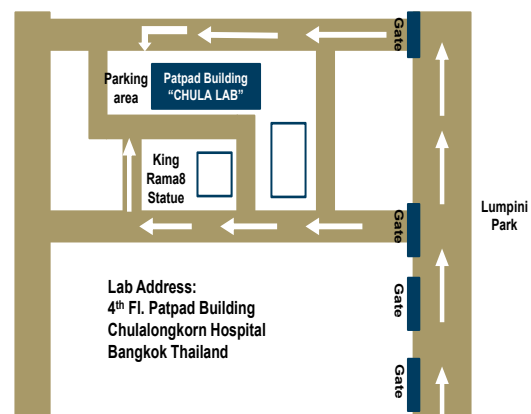 Gate
Parking
area
Patpad Building
“CHULA LAB”
King
Rama8
Statue
Gate
Lumpini
Park
Gate
Gate
Lab Address:
4th Fl. Patpad Building
Chulalongkorn Hospital
Bangkok Thailand